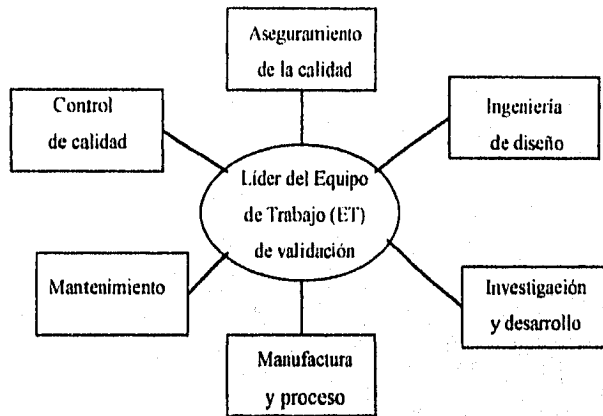 Aseguramiento
de la calidad
Control
de calidad
Ingeniería
de diseño
Líder del Equipo
de Trabajo (ET)
de validación
Mantenimiento
Investigación
y desarrollo
Manufactura
y proceso